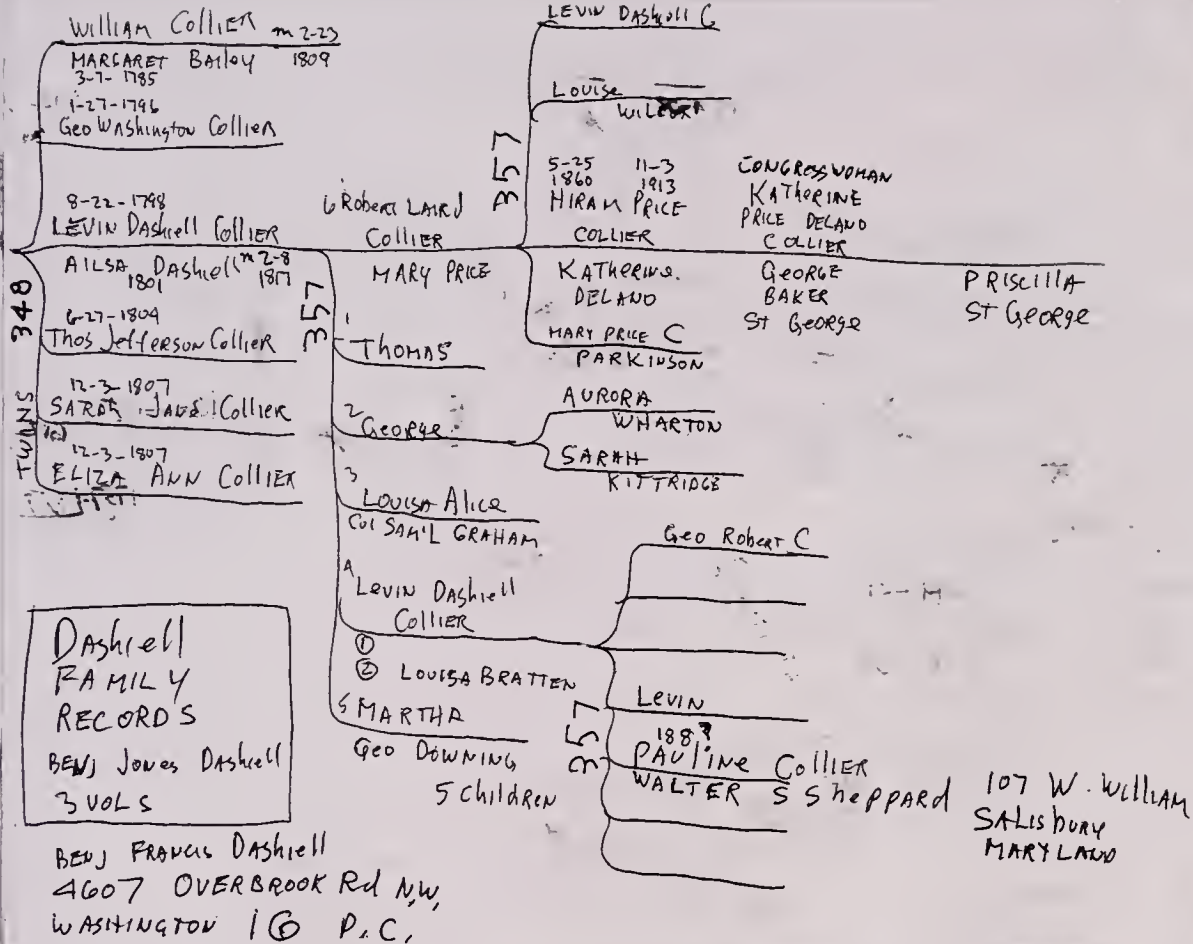 WILLIAM COLLIER m 2-23
MARGARET BAILEY 1809
3-7-1785
1-27-1796
Geo WAShington Collier
8-22-1798
LEVIN DAShiell Collier
AILSA DAShiell m 2-8
1801 1817
6-27-1804
Thos Jefferson Collier
12-3-1807
SARAH Collier
12-3-1807
ELIZA ANN COLLIER
TWINS
348
357
6 Robert LAIRD
COLLIER
MARY PRICE
1
THOMAS
2
George
AURORA
WHARTON
SARAH
KITTRIDGE
3
LOUISA Alice
Col SAM'L GRAHAM
4
Levin DAShiell
Collier
①
② LOUISA BRATTEN
5 MARTHA
Geo DOWNING
5 ChildREN
357
LEVIN DAShiell C
Louise
5-25 11-3
1860 1913
HIRAM PRICE
COLLIER
KATHERINE
DELANO
CONGRESSWOMAN
KATHERINE
PRICE DELANO
COLLIER
GEORGE
BAKER
St GeoRge
PRISCILLA
ST GeoRge
MARY PRICE C
PARKINSON
357
Geo Robert C
LEVIN
188?
PAULINE COLLIER
WALTER S ShePPARD
107 W. WILLIAM
SALISbury
MARYLAND
DAShiell
FAMILY
RECORDS
BENJ Jones DAShiell
3 VOLS
BENJ FRANCIS DAShiell
4607 OVERBROOK Rd N.W,
WASHINGTON 16 D.C,